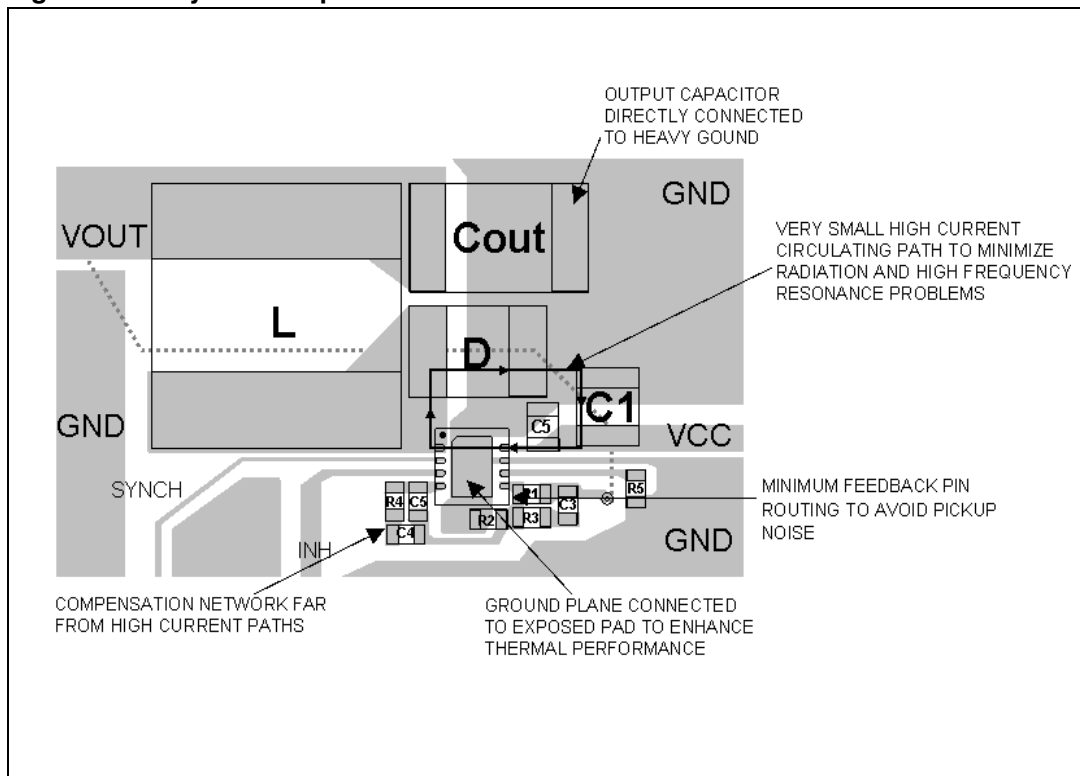 OUTPUT CAPACITOR
DIRECTLY CONNECTED
TO HEAVY GOUND
GND
VOUT
Cout
VERY SMALL HIGH CURRENT
CIRCULATING PATH TO MINIMIZE
RADIATION AND HIGH FREQUENCY
RESONANCE PROBLEMS
L
D
C1
GND
C5
VCC
SYNCH
R4
C5
R1
C3
R5
MINIMUM FEEDBACK PIN
ROUTING TO AVOID PICKUP
NOISE
R2
R3
C4
INH
GND
COMPENSATION NETWORK FAR
FROM HIGH CURRENT PATHS
GROUND PLANE CONNECTED
TO EXPOSED PAD TO ENHANCE
THERMAL PERFORMANCE